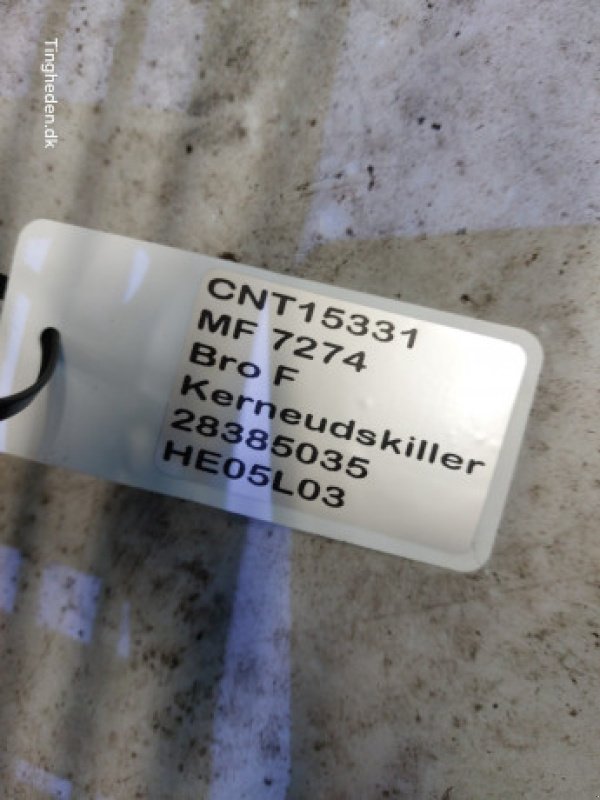 Tingheden.dk
CNT15331
MF 7274
Bro F
Kerneudskiller
28385035
HE05L03